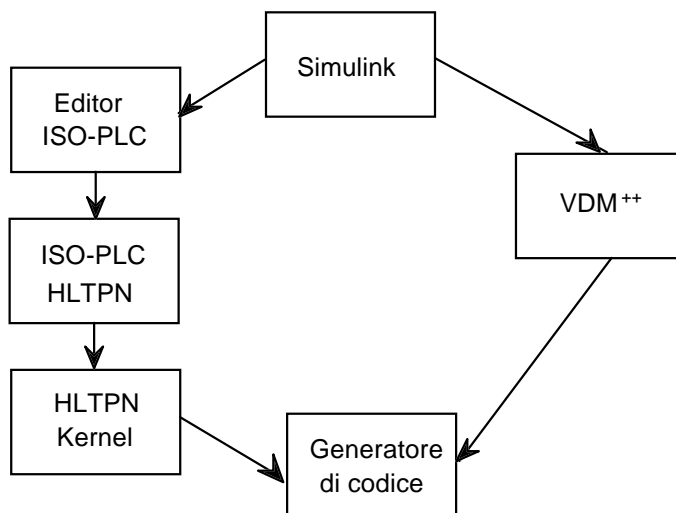 Simulink
Editor
ISO-PLC
VDM++
ISO-PLC
HLTPN
HLTPN
Kernel
Generatore
di codice